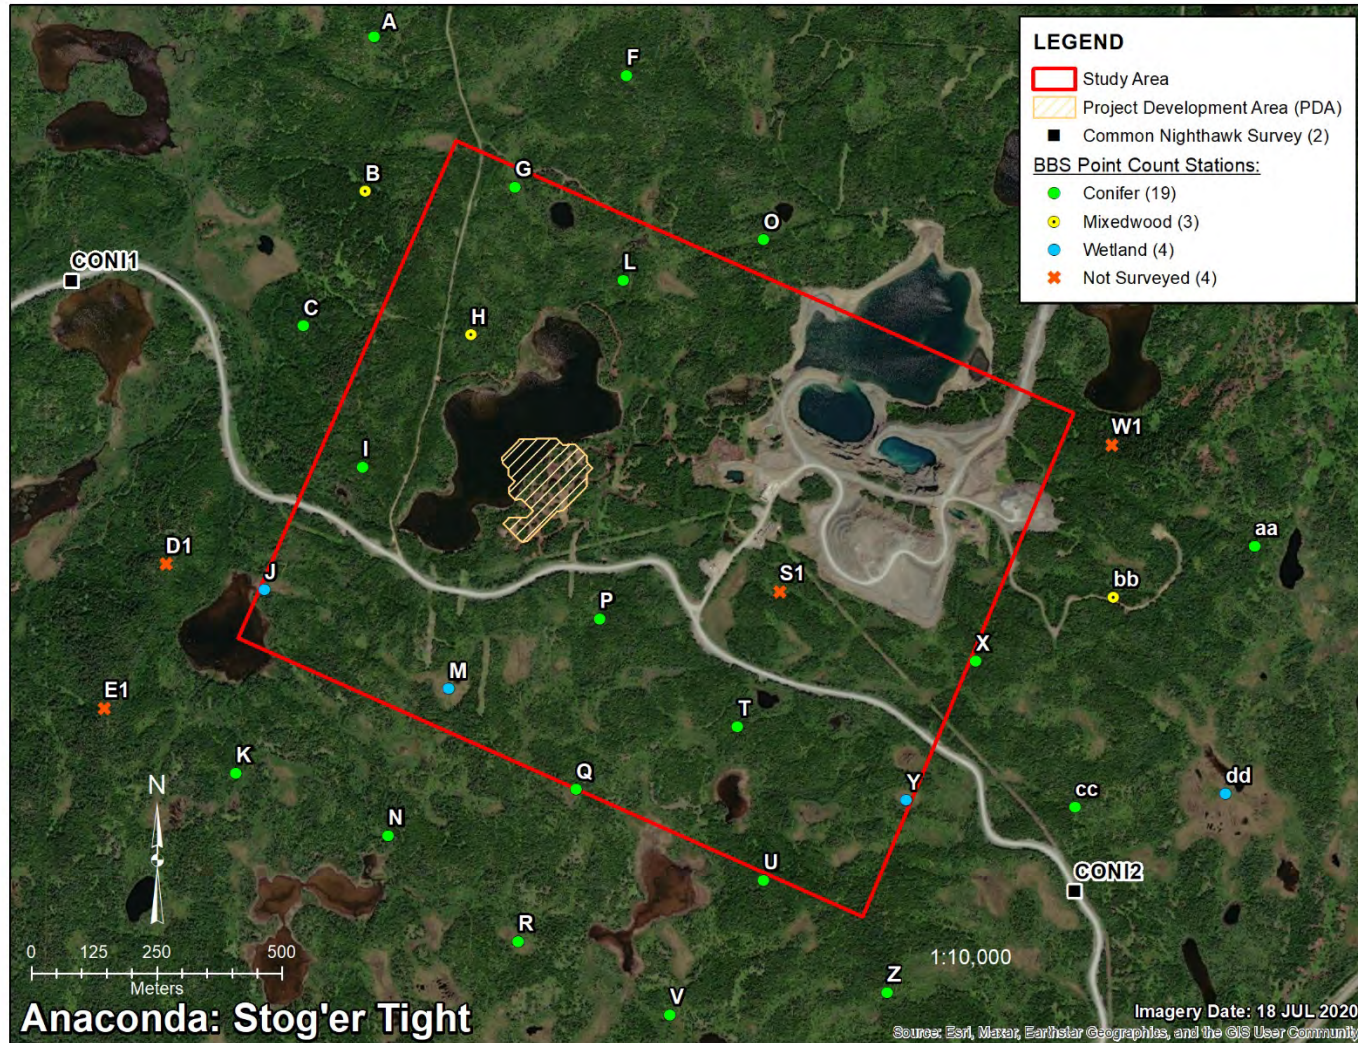 A
F
LEGEND
Study Area
Project Development Area (PDA)
Common Nighthawk Survey (2)
BBS Point Count Stations:
Conifer (19)
Mixedwood (3)
Wetland (4)
Not Surveyed (4)
B
G
O
CONI1
L
C
H
W1
I
D1
aa
J
S1
bb
P
X
M
E1
T
K
Q
Y
dd
cc
N
N
U
CONI2
R
0 125 250 500
Meters
1:10,000
Z
V
Anaconda: Stog'er Tight
Imagery Date: 18 JUL 2020
Source: Esri, Maxar, Earthstar Geographics, and the GIS User Community